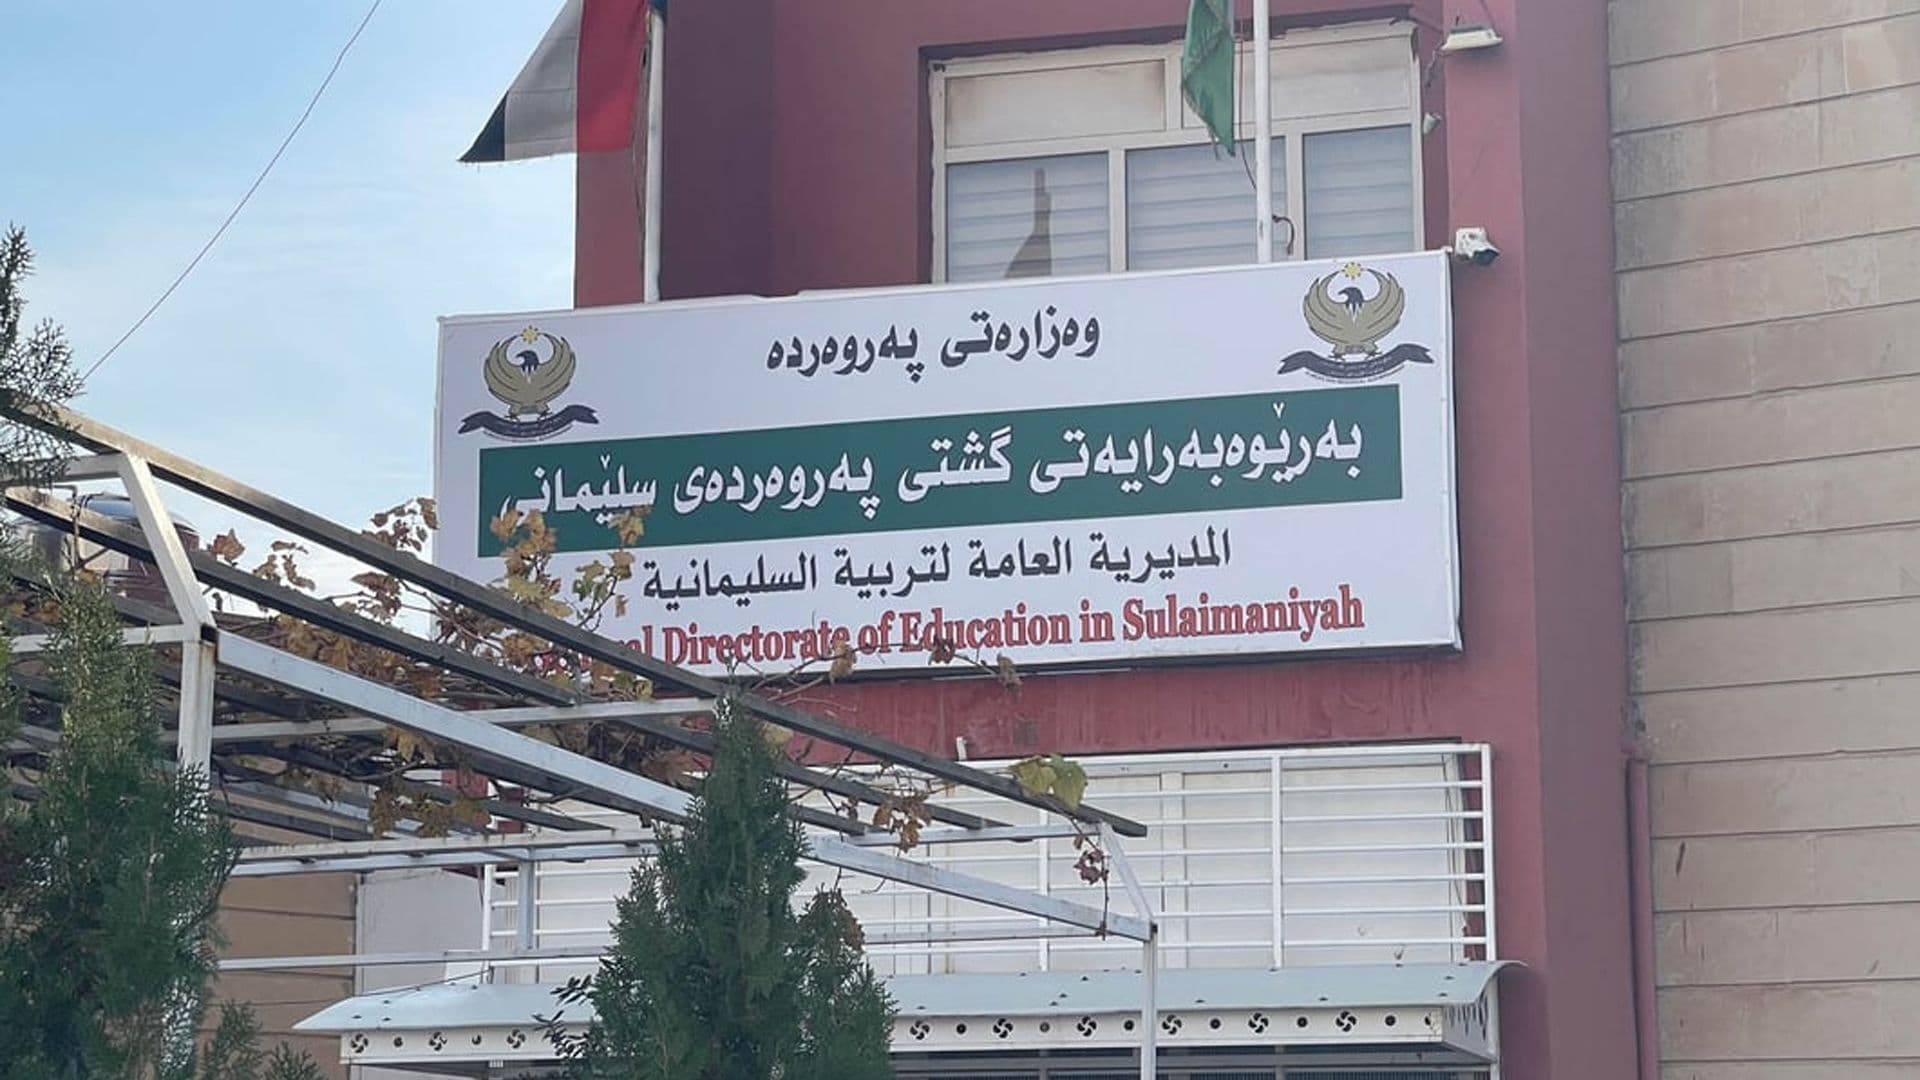 وەزارەتی پەروەردە
بەڕێوەبەرایەتی گشتی پەروەردەی سلێمانی
المديرية العامة لتربية السليمانية
Directorate of Education in Sulaimaniyah